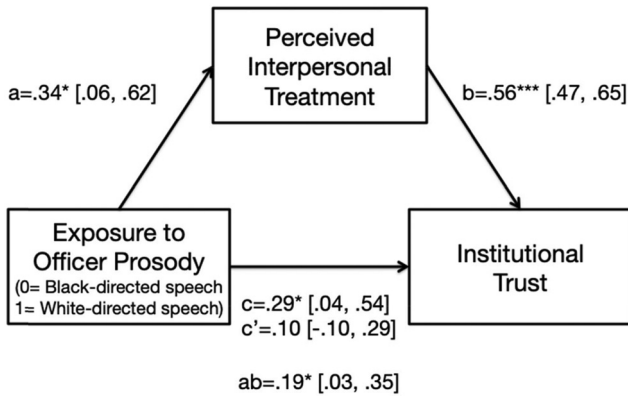 Perceived
Interpersonal
Treatment
a=.34* [.06, .62]
b=.56*** [.47, .65]
Exposure to
Officer Prosody
(0= Black-directed speech
1= White-directed speech)
Institutional
Trust
c=.29* [.04, .54]
c’=.10 [-.10, .29]
ab=.19* [.03, .35]